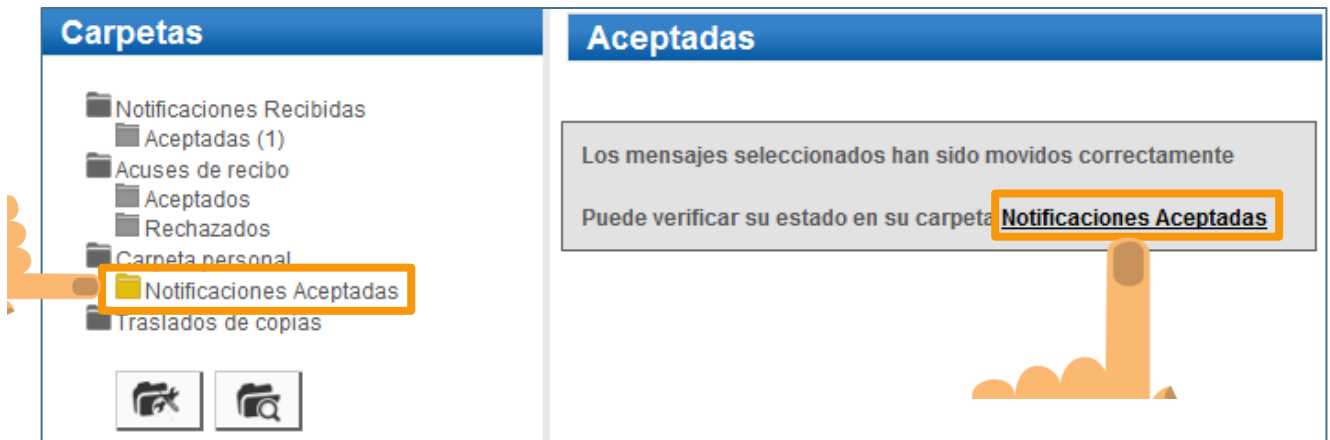 Carpetas
Notificaciones Recibidas
Aceptadas (1)
Acuses de recibo
Aceptados
Rechazados
Carpeta personal
Notificaciones Aceptadas
Traslados de copias
Aceptadas
Los mensajes seleccionados han sido movidos correctamente
Puede verificar su estado en su carpeta Notificaciones Aceptadas